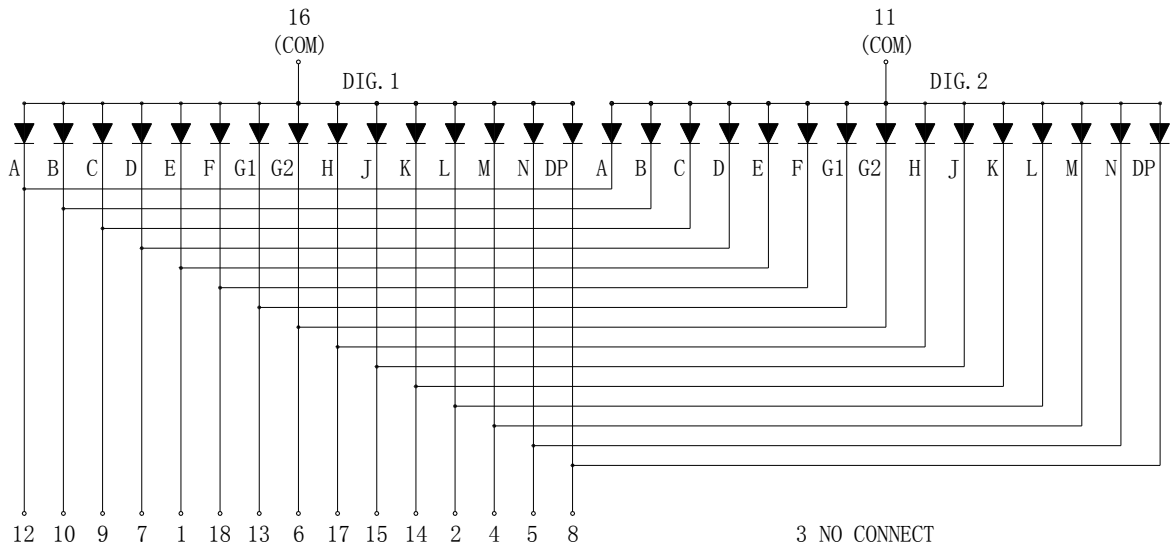 16 11
(COM) (COM)
DIG.1 DIG.2
A B C D E F G1 G2 H J K L M N DP A B C D E F G1 G2 H J K L M N DP
12 10 9 7 1 18 13 6 17 15 14 2 4 5 8 3 NO CONNECT